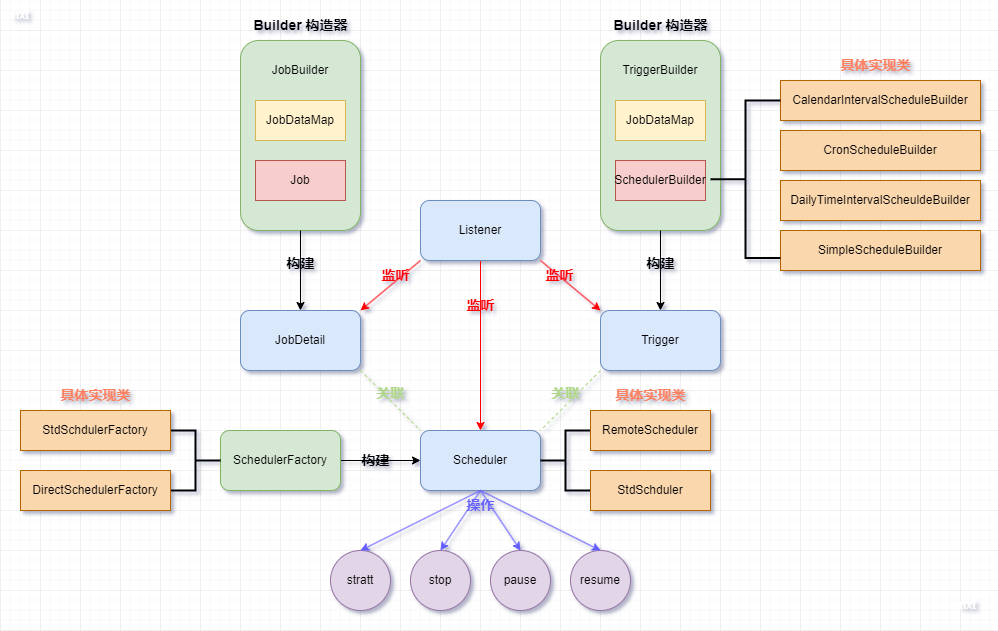 Builder 构造器
Builder 构造器
JobBuilder
TriggerBuilder
具体实现类
CalendarIntervalScheduleBuilder
JobDataMap
JobDataMap
CronScheduleBuilder
Job
SchedulerBuilder
DailyTimeIntervalScheuldeBuilder
Listener
SimpleScheduleBuilder
构建
构建
监听
监听
监听
JobDetail
Trigger
具体实现类
关联
关联
具体实现类
StdSchdulerFactory
RemoteScheduler
SchedulerFactory
构建
Scheduler
DirectSchedulerFactory
StdSchduler
操作
stratt
stop
pause
resume